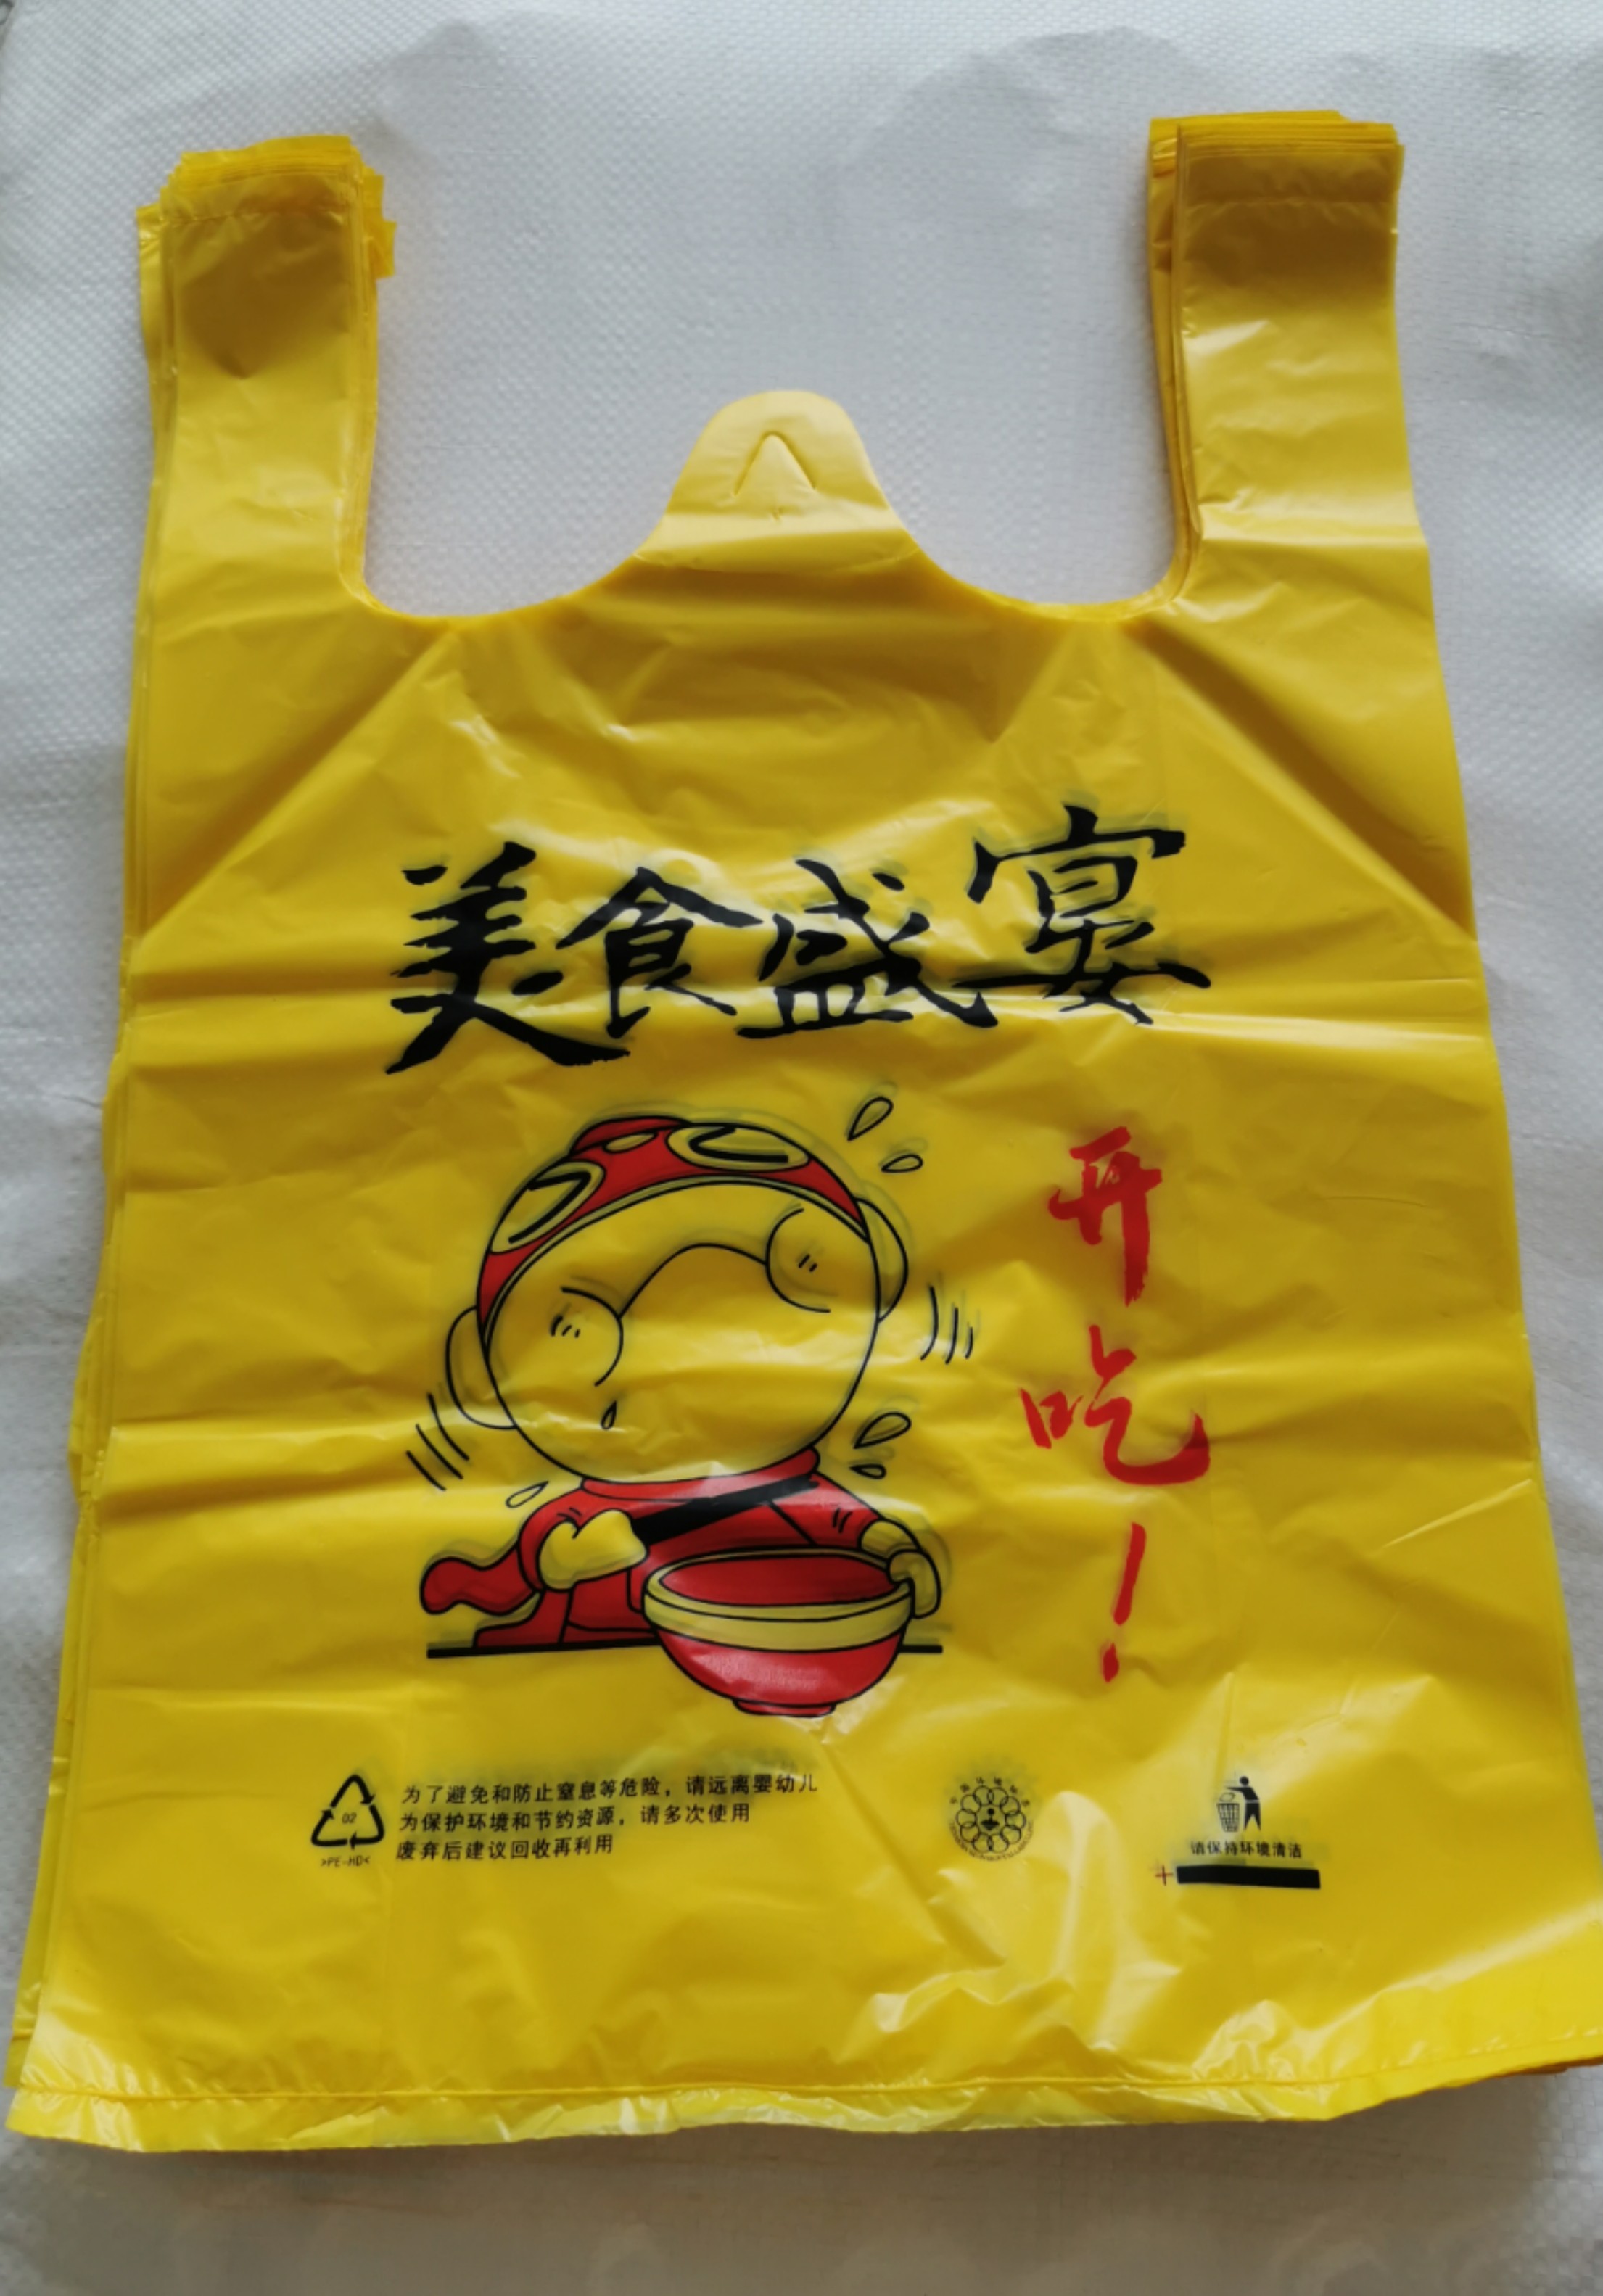 美食盛宴
开吃！
为了避免和防止窒息等危险，请远离婴幼儿
为保护环境和节约资源，请多次使用
废弃后建议回收再利用
02
>PE-HD<
请保持环境清洁